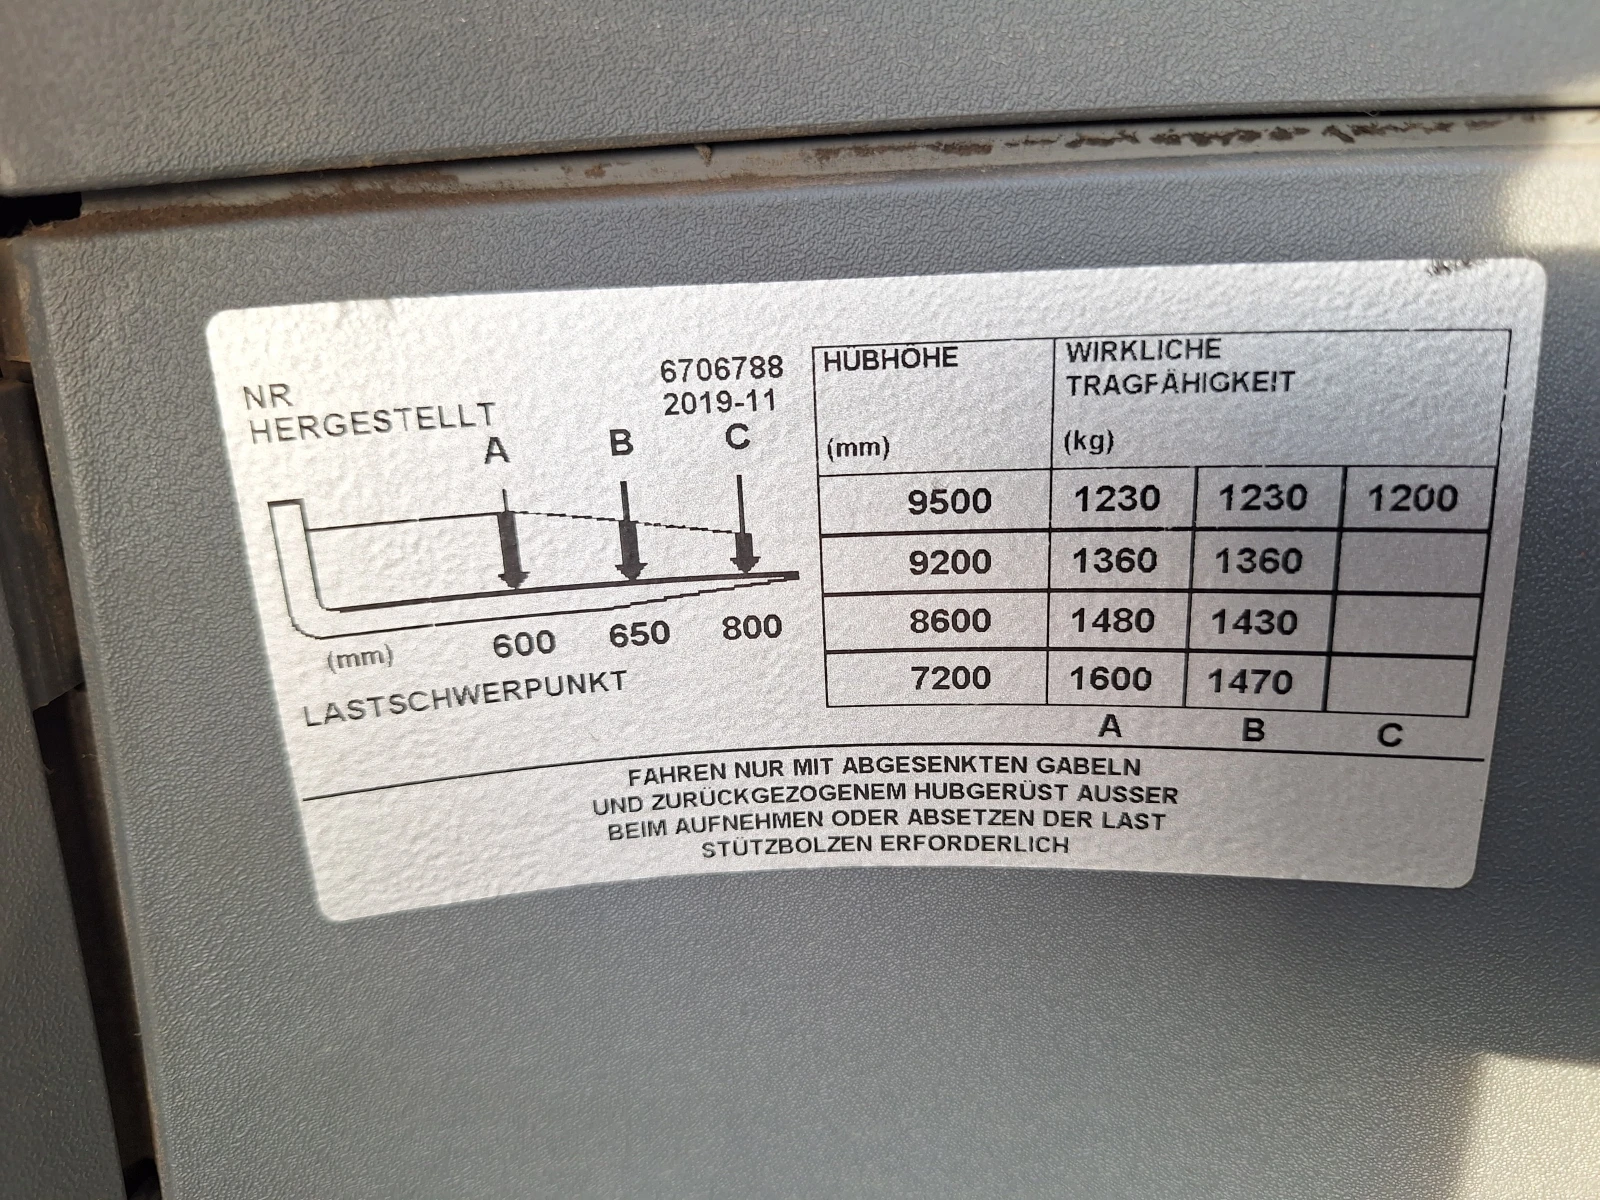 NR 6706788
HERGESTELLT 2019-11
A B C
(mm) 600 650 800
LASTSCHWERPUNKT
HÜBHÖHE
(mm)
WIRKLICHE
TRAGFÄHIGKEIT
(kg)
9500 1230 1230 1200
9200 1360 1360
8600 1480 1430
7200 1600 1470
A B C
FAHREN NUR MIT ABGESENKTEN GABELN
UND ZURÜCKGEZOGENEM HUBGERÜST AUSSER
BEIM AUFNEHMEN ODER ABSETZEN DER LAST
STÜTZBOLZEN ERFORDERLICH